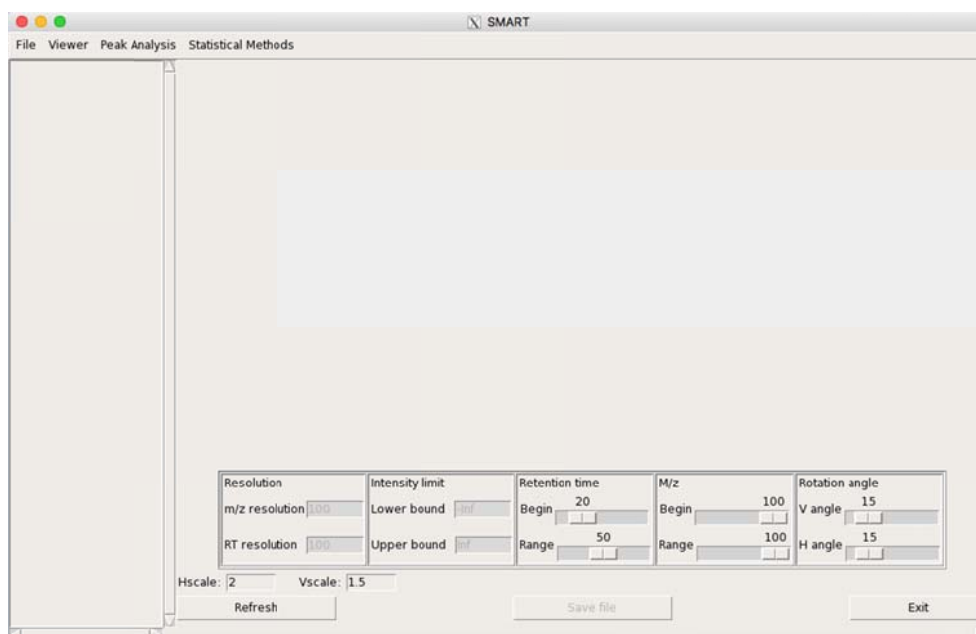 SMART
File Viewer Peak Analysis Statistical Methods
Resolution Intensity limit Retention time M/z Rotation angle
m/z resolution 100 Lower bound -Inf Begin 20 Begin 100 V angle 15
RT resolution 100 Upper bound Inf Range 50 Range 100 H angle 15
Hscale: 2 Vscale: 1.5
Refresh Save file Exit